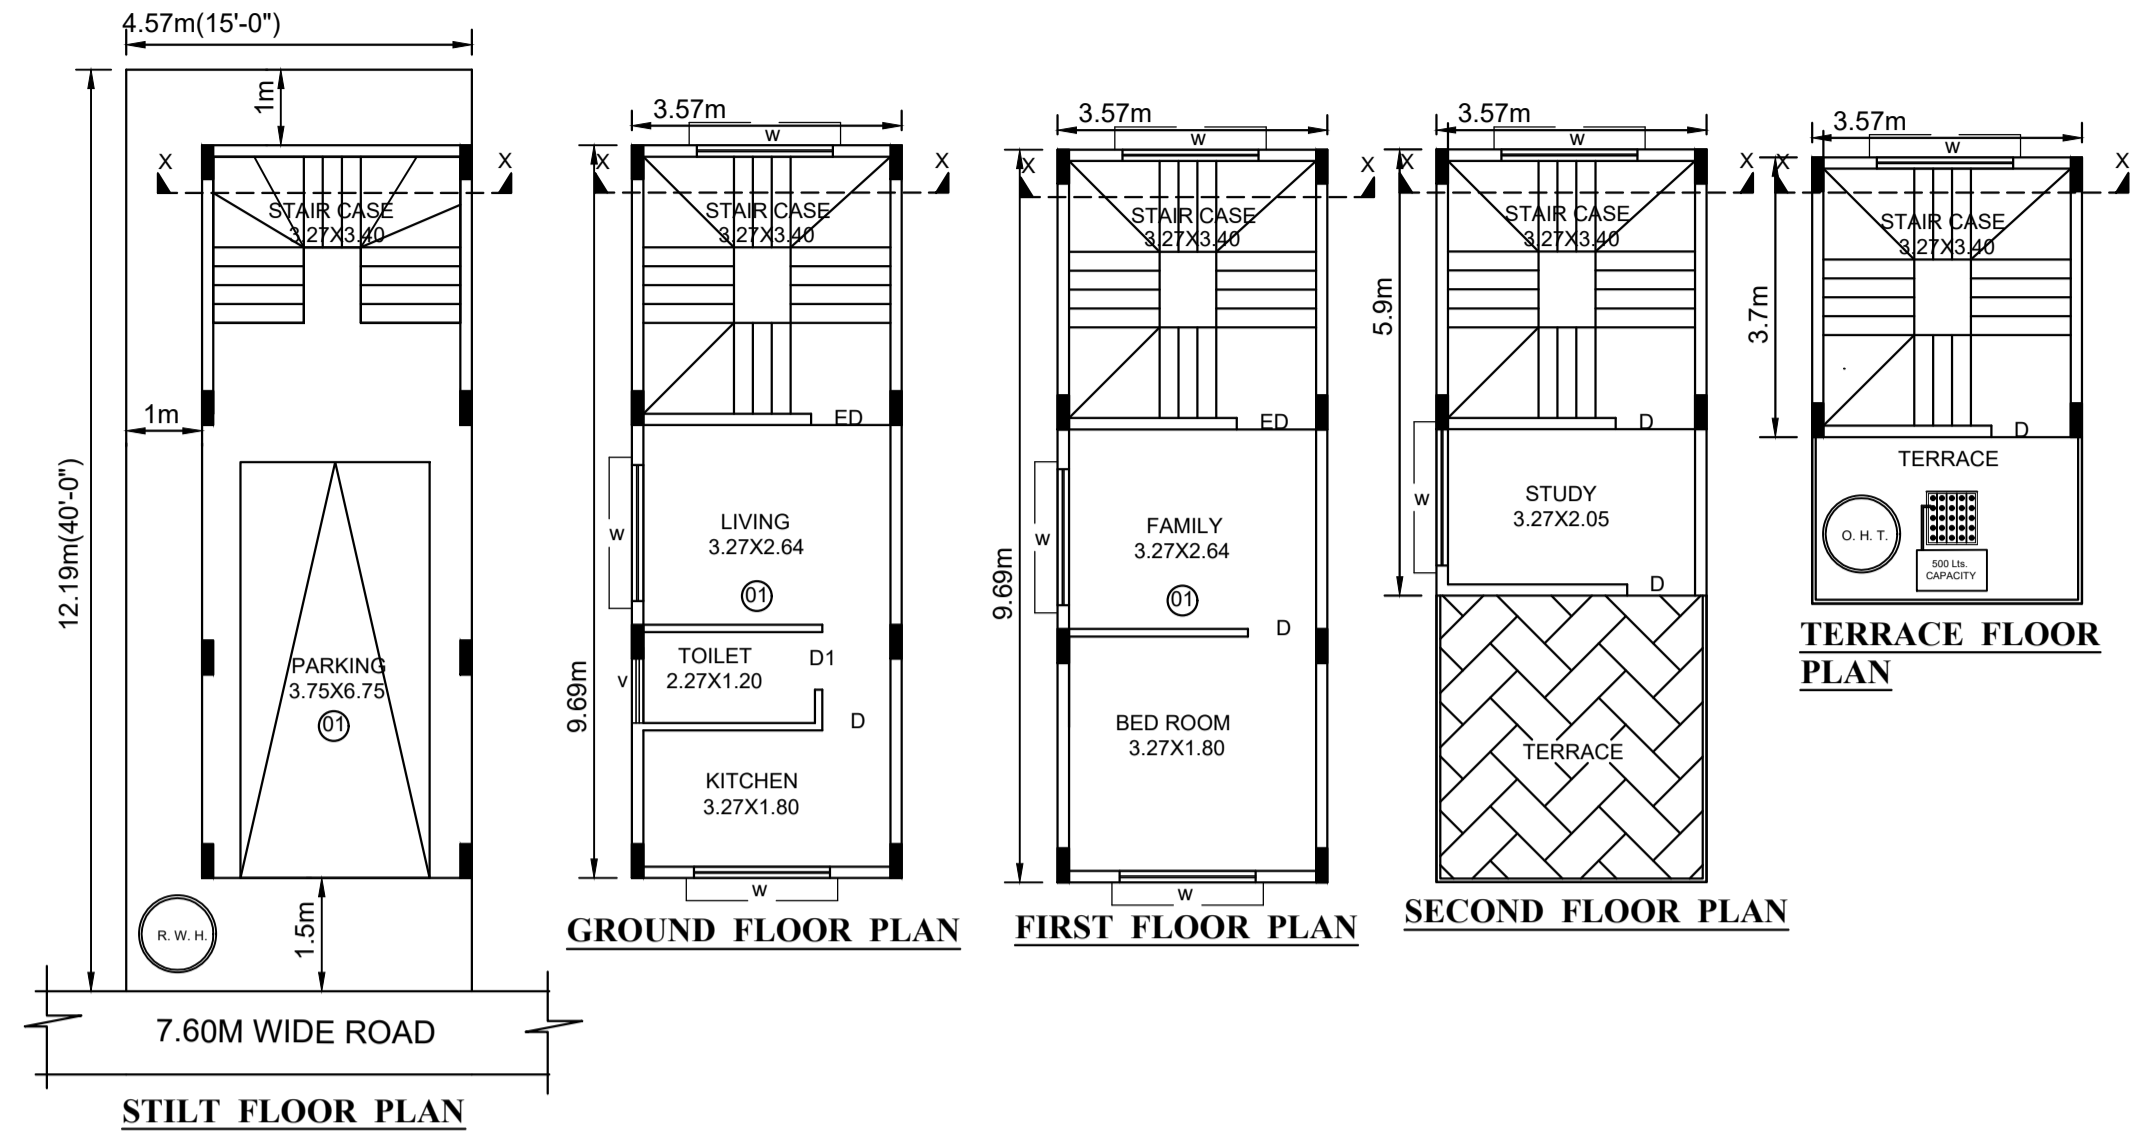 4.57m(15'-0")
1m
X
X
STAIR CASE
3.27X3.40
1m
12.19m(40'-0")
PARKING
3.75X6.75
01
R. W. H.
1.5m
7.60M WIDE ROAD
STILT FLOOR PLAN
3.57m
W
X
X
STAIR CASE
3.27X3.40
ED
W
LIVING
3.27X2.64
01
9.69m
TOILET
2.27X1.20
D1
V
D
KITCHEN
3.27X1.80
W
GROUND FLOOR PLAN
3.57m
W
X
X
STAIR CASE
3.27X3.40
ED
W
FAMILY
3.27X2.64
01
9.69m
D
BED ROOM
3.27X1.80
W
FIRST FLOOR PLAN
3.57m
W
X
X
STAIR CASE
3.27X3.40
5.9m
D
W
STUDY
3.27X2.05
D
TERRACE
SECOND FLOOR PLAN
3.57m
W
X
X
STAIR CASE
3.27X3.40
3.7m
D
TERRACE
O. H. T.
500 Lts.
CAPACITY
TERRACE FLOOR
PLAN